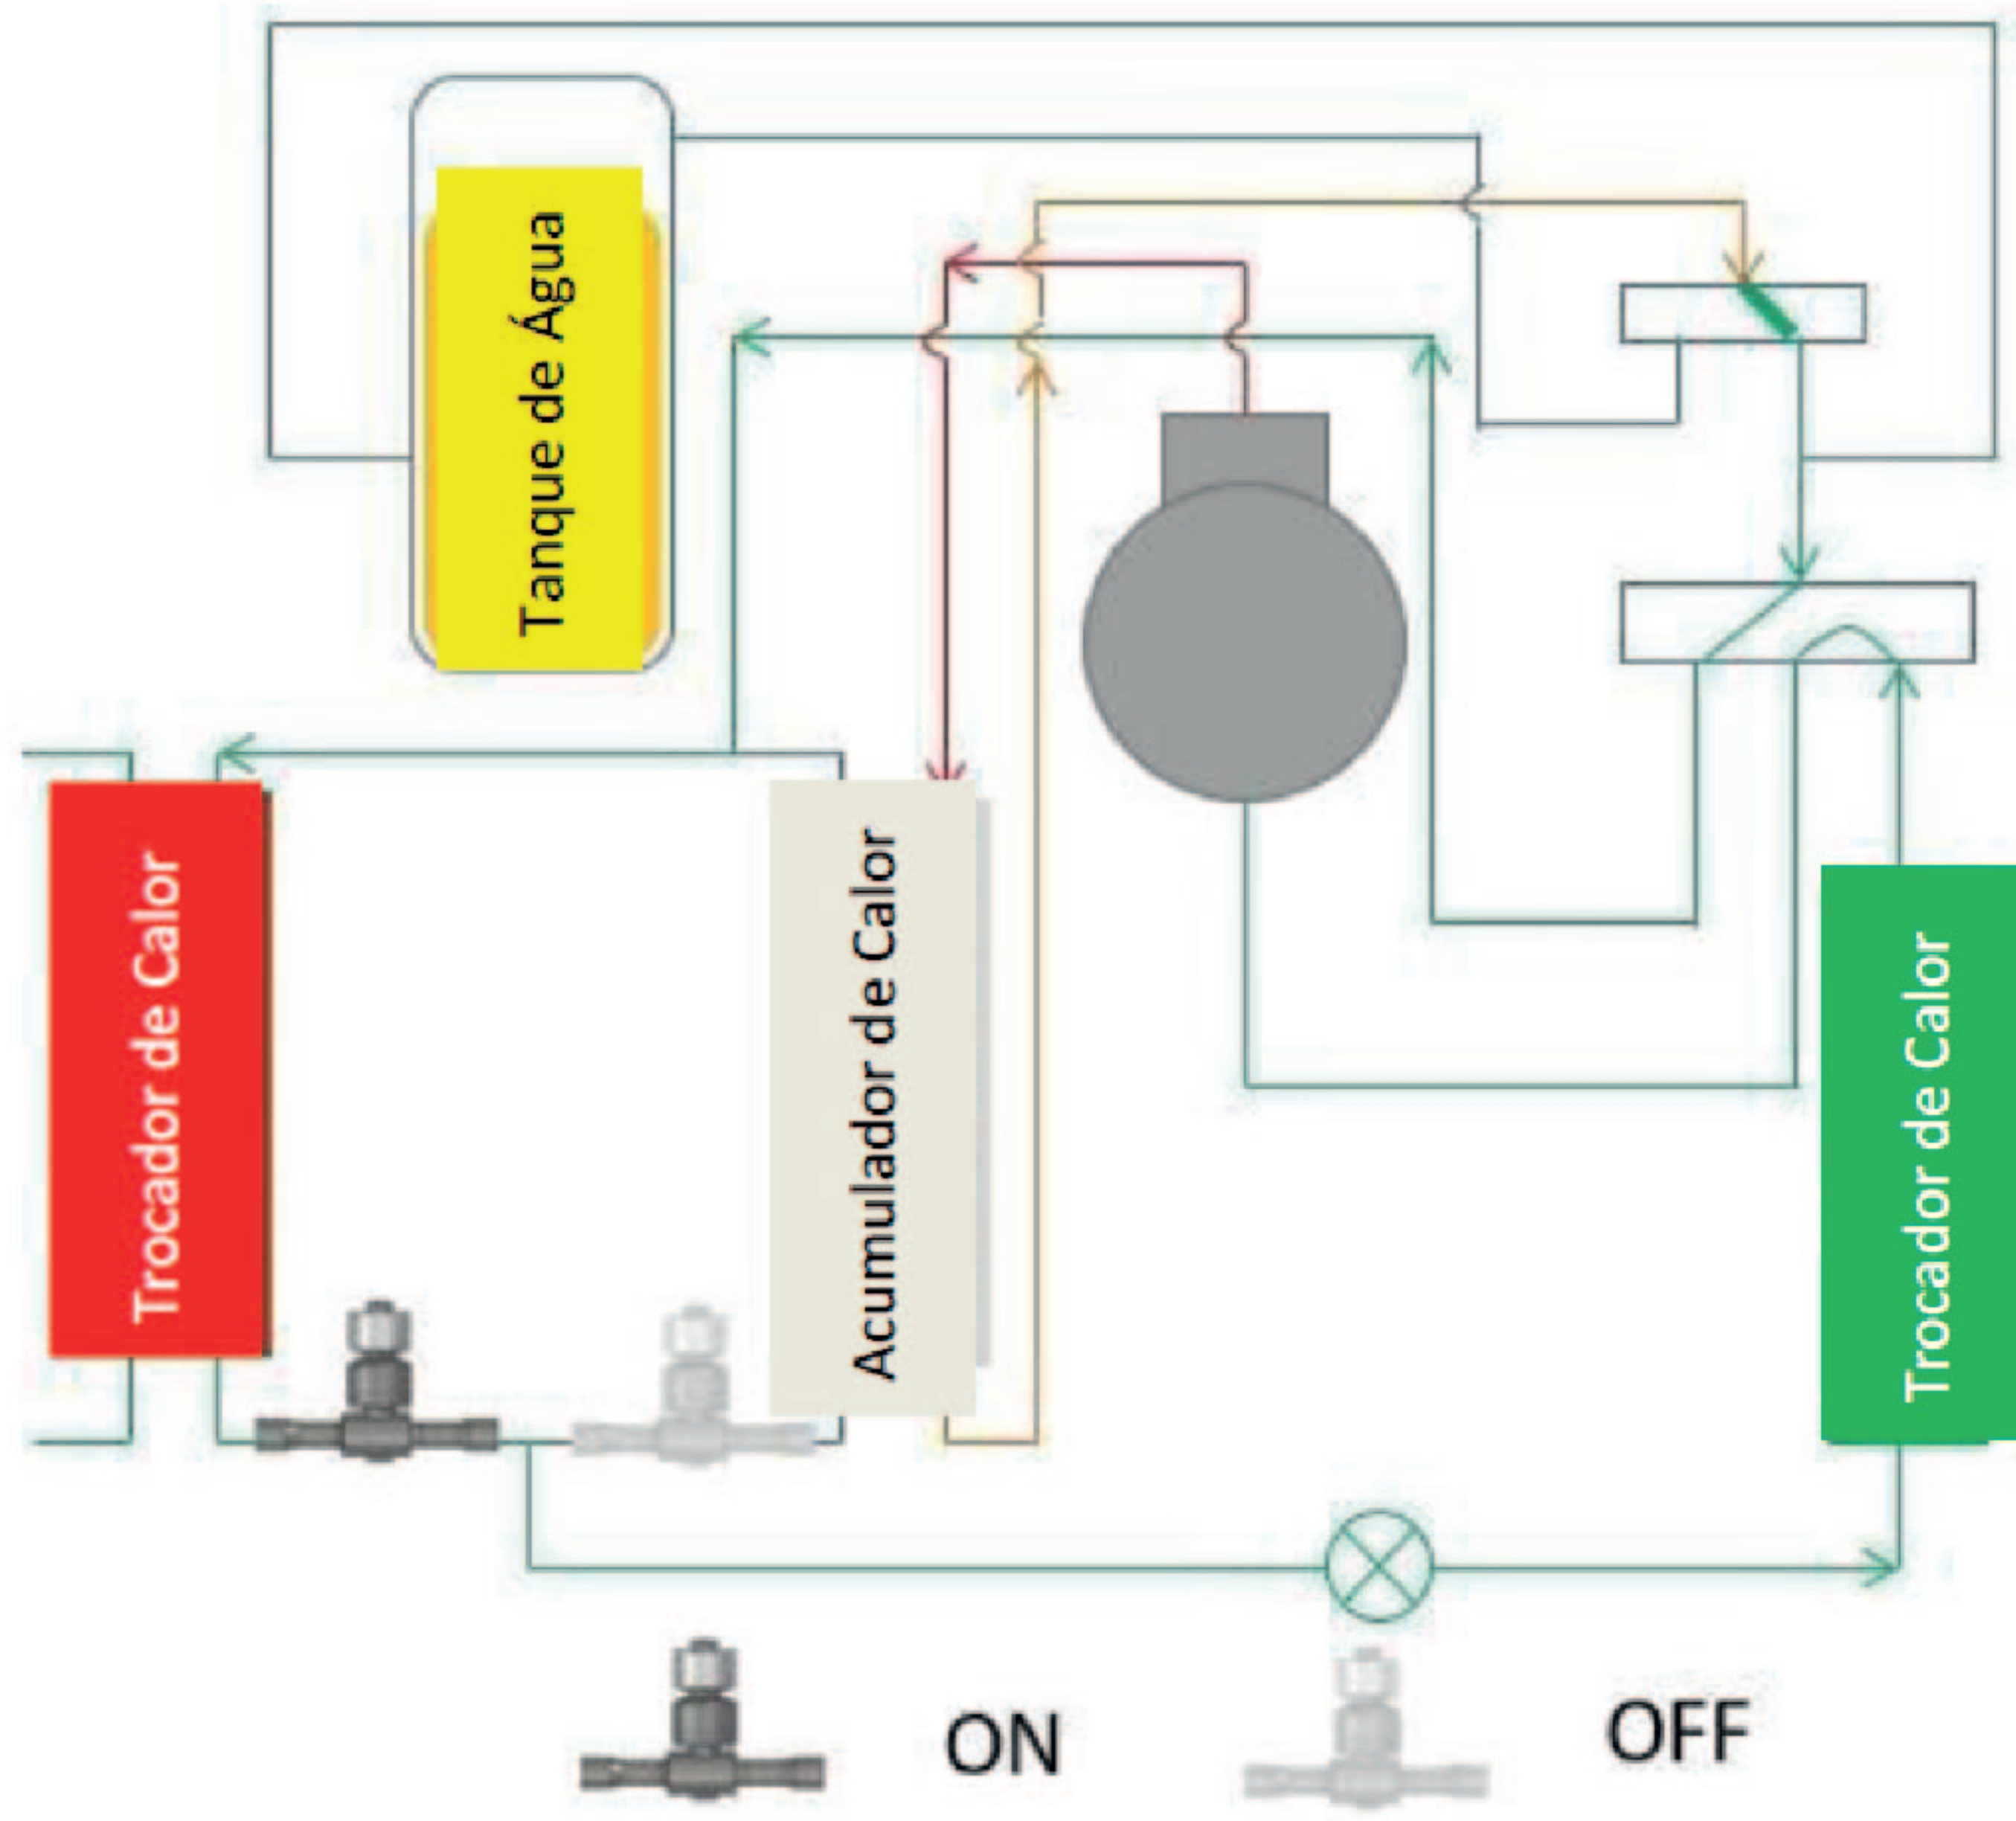 Tanque de Água
Trocador de Calor
Acumulador de Calor
Trocador de Calor
ON
OFF